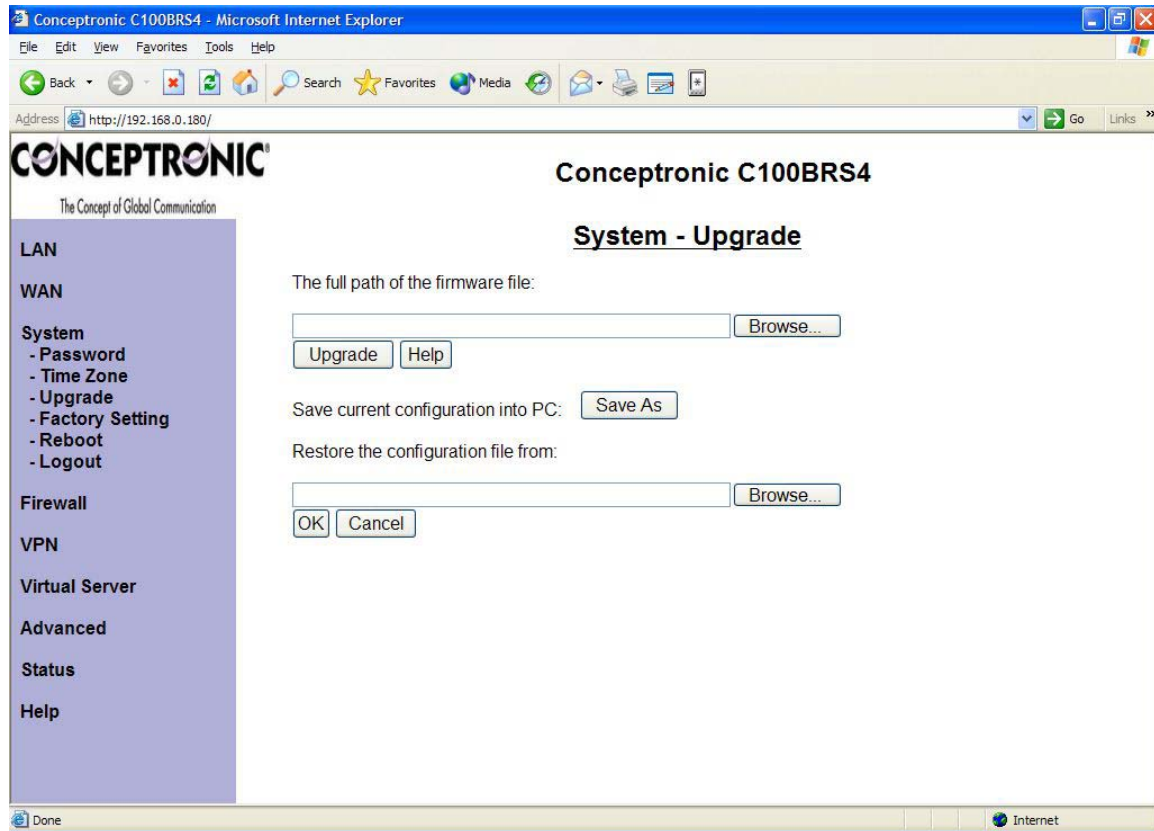 Conceptronic C100BRS4 - Microsoft Internet Explorer
File Edit View Favorites Tools Help
Back Search Favorites Media
Address http://192.168.0.180/ Go Links »
CONCEPTRONIC®
The Concept of Global Communication
LAN
WAN
System
- Password
- Time Zone
- Upgrade
- Factory Setting
- Reboot
- Logout
Firewall
VPN
Virtual Server
Advanced
Status
Help
Conceptronic C100BRS4
System - Upgrade
The full path of the firmware file:
Browse...
Upgrade Help
Save current configuration into PC: Save As
Restore the configuration file from:
Browse...
OK Cancel
Done Internet